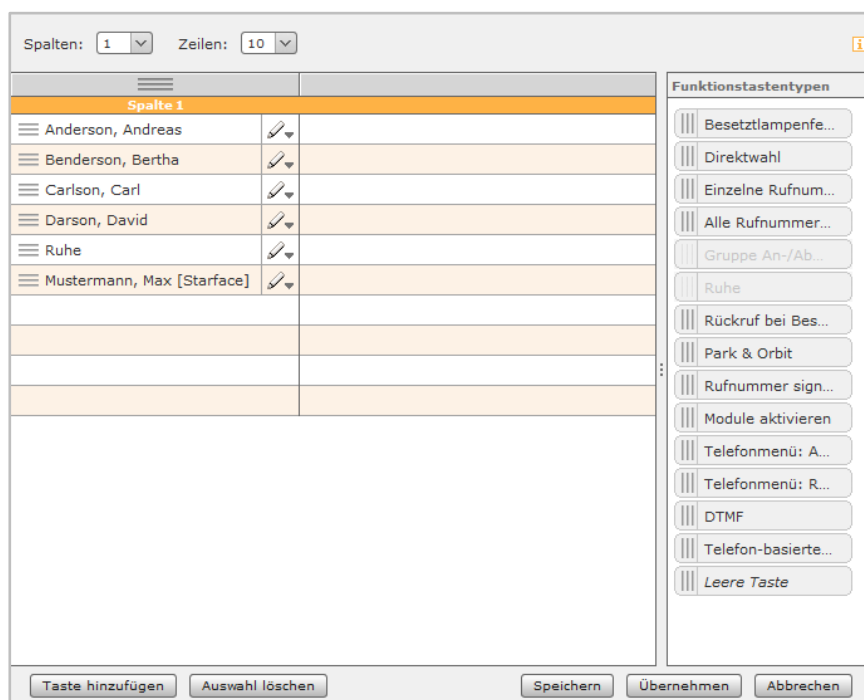 Spalten: 1 Zeilen: 10
Spalte 1
Anderson, Andreas
Benderson, Bertha
Carlson, Carl
Darson, David
Ruhe
Mustermann, Max [Starface]
Funktionstastentypen
Besetztlampenfe...
Direktwahl
Einzelne Rufnum...
Alle Rufnummer...
Gruppe An-/Ab...
Ruhe
Rückruf bei Bes...
Park & Orbit
Rufnummer sign...
Module aktivieren
Telefonmenü: A...
Telefonmenü: R...
DTMF
Telefon-basierte...
Leere Taste
Taste hinzufügen Auswahl löschen Speichern Übernehmen Abbrechen